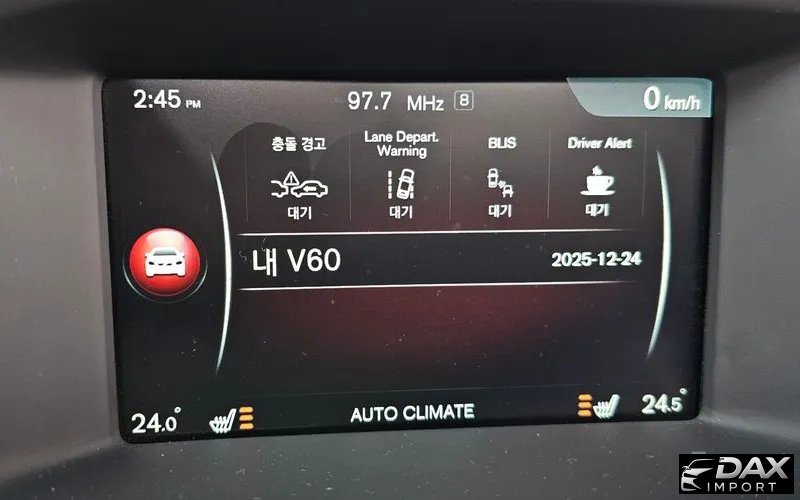 2:45 PM 97.7 MHz 8 0 km/h
충돌 경고 Lane Depart. Warning BLIS Driver Alert
대기 대기 대기 대기
내 V60 2025-12-24
24.0° AUTO CLIMATE 24.5°
DAX
IMPORT